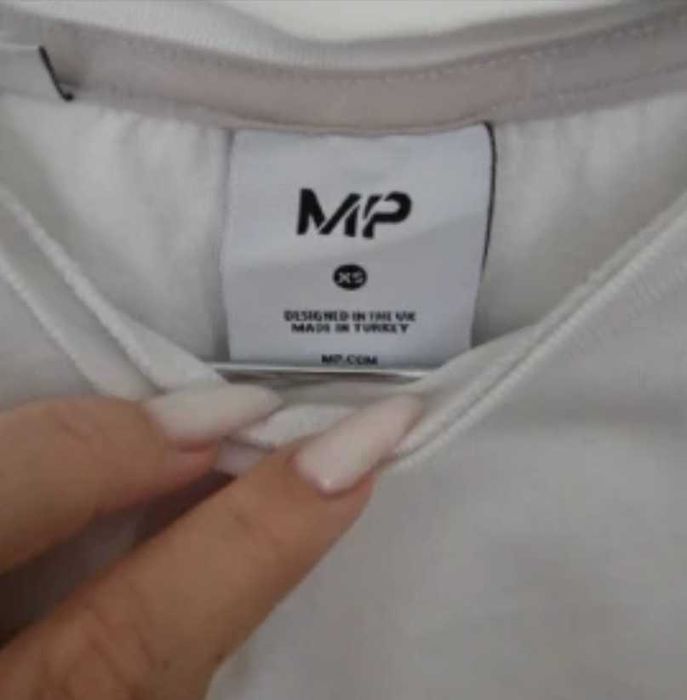 MP
XS
DESIGNED IN THE UK
MADE IN TURKEY
MP.COM